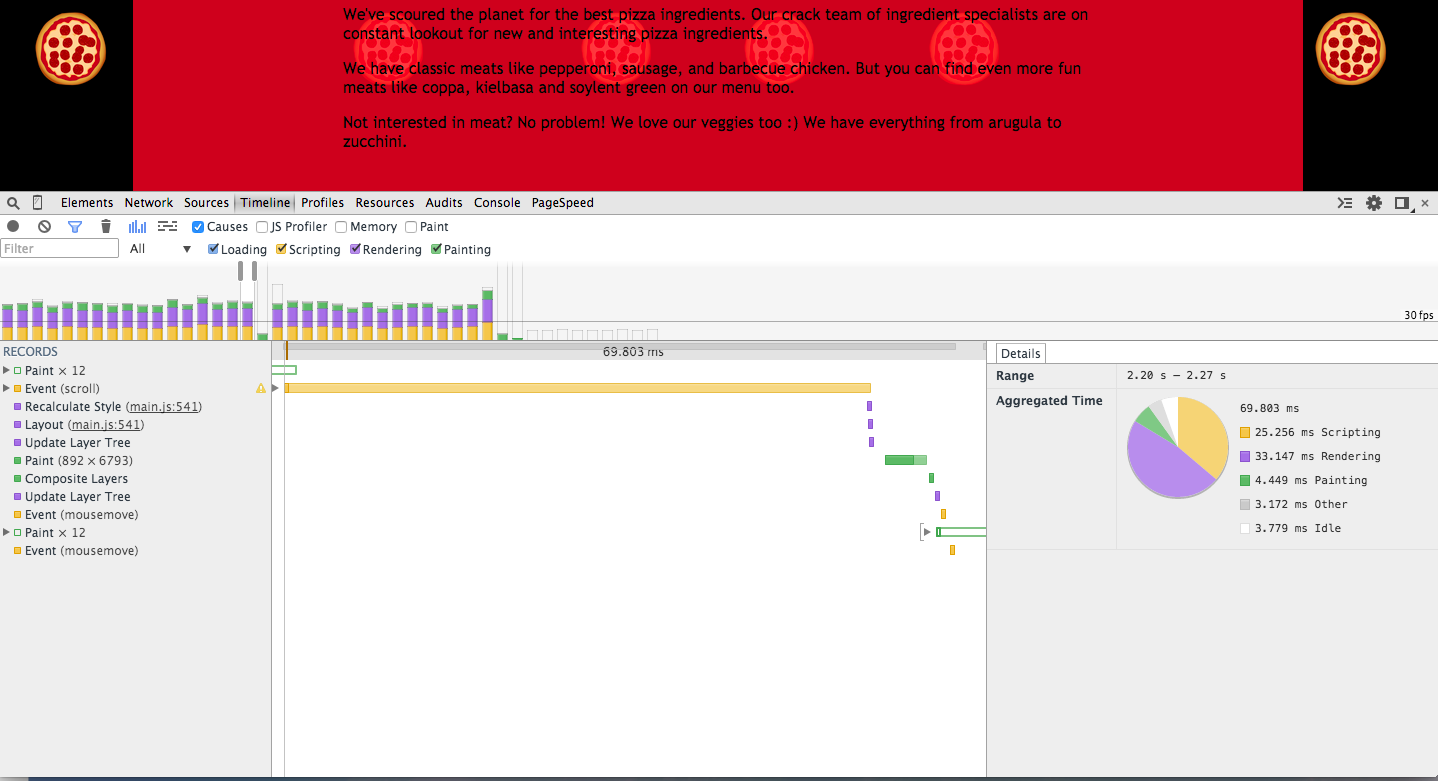 We've scoured the planet for the best pizza ingredients. Our crack team of ingredient specialists are on
constant lookout for new and interesting pizza ingredients.
We have classic meats like pepperoni, sausage, and barbecue chicken. But you can find even more fun
meats like coppa, kielbasa and soylent green on our menu too.
Not interested in meat? No problem! We love our veggies too :) We have everything from arugula to
zucchini.
Elements Network Sources Timeline Profiles Resources Audits Console PageSpeed
Causes JS Profiler Memory Paint
Filter All Loading Scripting Rendering Painting
30 fps
RECORDS
69.803 ms
Details
Paint × 12
Event (scroll)
Recalculate Style (main.js:541)
Layout (main.js:541)
Update Layer Tree
Paint (892 × 6793)
Composite Layers
Update Layer Tree
Event (mousemove)
Paint × 12
Event (mousemove)
Range 2.20 s – 2.27 s
Aggregated Time
69.803 ms
25.256 ms Scripting
33.147 ms Rendering
4.449 ms Painting
3.172 ms Other
3.779 ms Idle